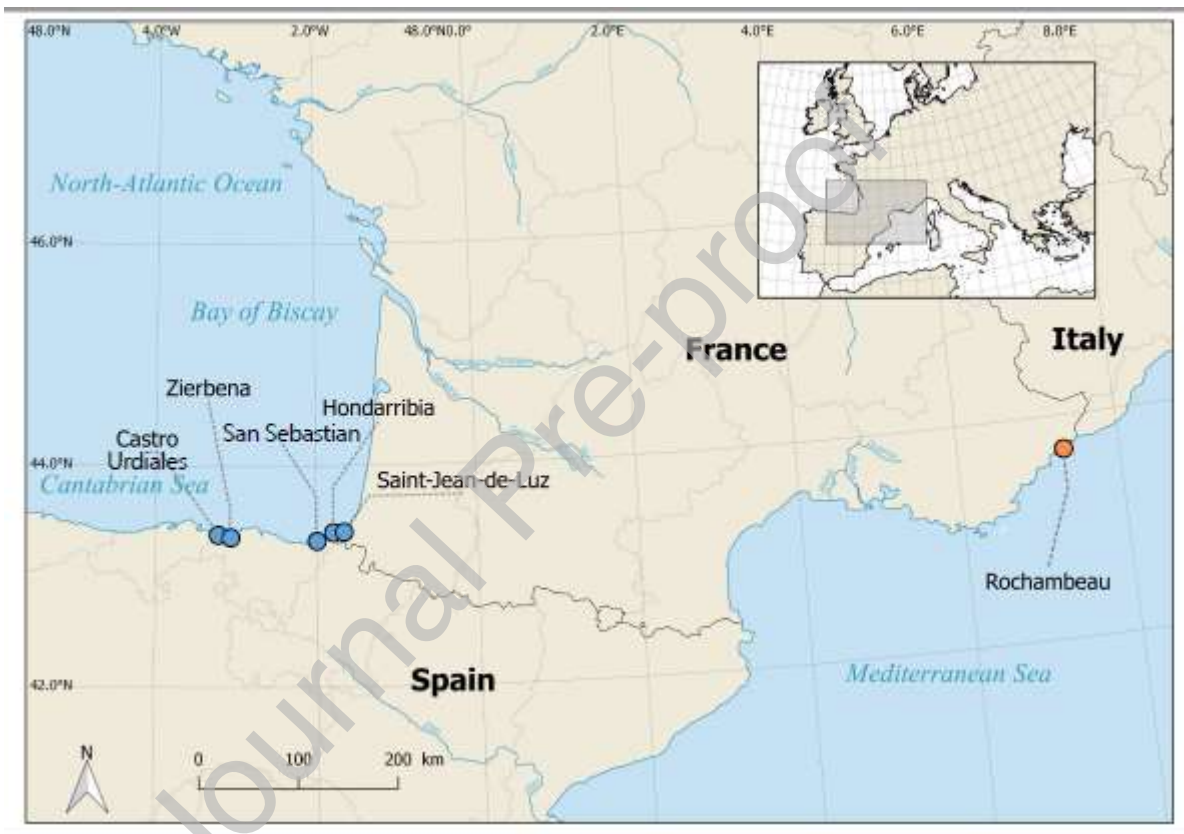 48.0°N
4.0°W
2.0°W
48.0°N0.0°
2.0°E
4.0°E
6.0°E
8.0°E
North-Atlantic Ocean
46.0°N
Bay of Biscay
France
Italy
Zierbena
Hondarribia
San Sebastian
Castro
Urdiales
44.0°N
Cantabrian Sea
Saint-Jean-de-Luz
Rochambeau
42.0°N
Spain
Mediterranean Sea
N
0 100 200 km
Journal Pre-proof